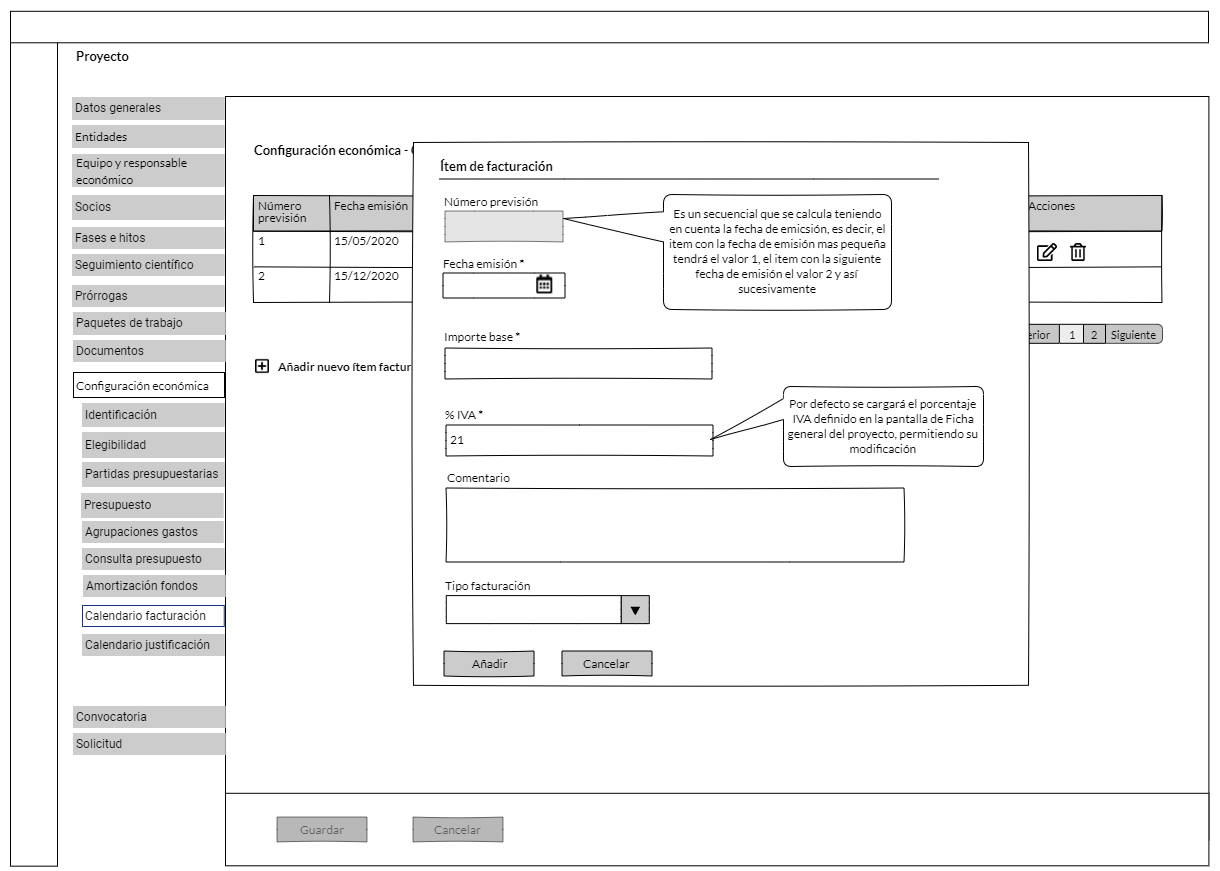 Proyecto
Datos generales
Entidades
Equipo y responsable
económico
Socios
Fases e hitos
Seguimiento científico
Prórrogas
Paquetes de trabajo
Documentos
Configuración económica
Identificación
Elegibilidad
Partidas presupuestarias
Presupuesto
Agrupaciones gastos
Consulta presupuesto
Amortización fondos
Calendario facturación
Calendario justificación
Convocatoria
Solicitud
Configuración económica -
Número
previsión
Fecha emisión
Acciones
1
15/05/2020
2
15/12/2020
erior 1 2 Siguiente
Añadir nuevo ítem factur
Ítem de facturación
Número previsión
Es un secuencial que se calcula teniendo
en cuenta la fecha de emicsión, es decir, el
item con la fecha de emisión mas pequeña
tendrá el valor 1, el item con la siguiente
fecha de emisión el valor 2 y así
sucesivamente
Fecha emisión *
Importe base *
% IVA *
21
Por defecto se cargará el porcentaje
IVA definido en la pantalla de Ficha
general del proyecto, permitiendo su
modificación
Comentario
Tipo facturación
Añadir
Cancelar
Guardar
Cancelar